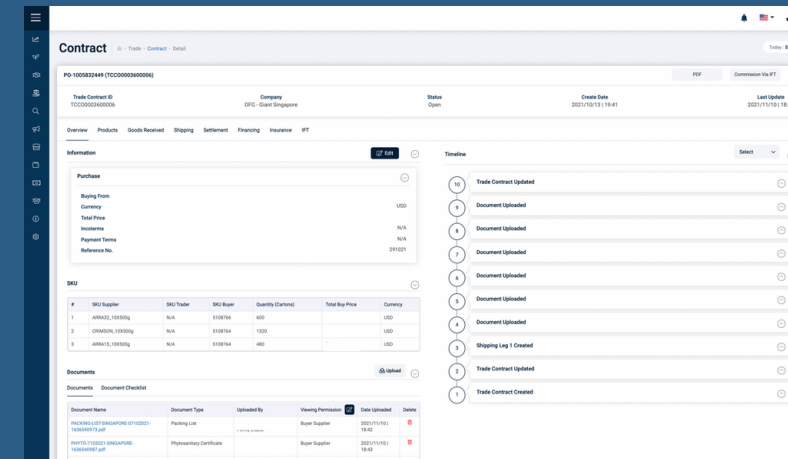 Contract
Trade - Contract - Detail
Today:
PO-1005832449 (TCCO0003600006)
PDF
Commission Via IFT
Trade Contract ID
Company
Status
Create Date
Last Update
TCCO0003600006
DFG - Giant Singapore
Open
2021/10/13 | 19:41
2021/11/10 | 18:
Overview Products Goods Received Shipping Settlement Financing Insurance IFT
Information
Edit
Purchase
Buying From
Currency USD
Total Price
Incoterms N/A
Payment Terms N/A
Reference No. 291021
SKU
# SKU Supplier SKU Trader SKU Buyer Quantity (Cartons) Total Buy Price Currency
1 ARRA32_10X500g N/A 5108766 600 USD
2 CRIMSON_10X500g N/A 5108764 1320 USD
3 ARRA15_10X500g N/A 5108764 480 USD
Documents
Upload
Documents Document Checklist
Document Name Document Type Uploaded By Viewing Permission Date Uploaded Delete
PACKING-LIST-SINGAPORE-07102021-
1636540973.pdf
Packing List
Buyer Supplier
2021/11/10 |
18:42
PHYTO-7102021-SINGAPORE-
1636540987.pdf
Phytosanitary Certificate
Buyer Supplier
2021/11/10 |
18:43
Timeline
Select
10 Trade Contract Updated
9 Document Uploaded
8 Document Uploaded
7 Document Uploaded
6 Document Uploaded
5 Document Uploaded
4 Document Uploaded
3 Shipping Leg 1 Created
2 Trade Contract Updated
1 Trade Contract Created